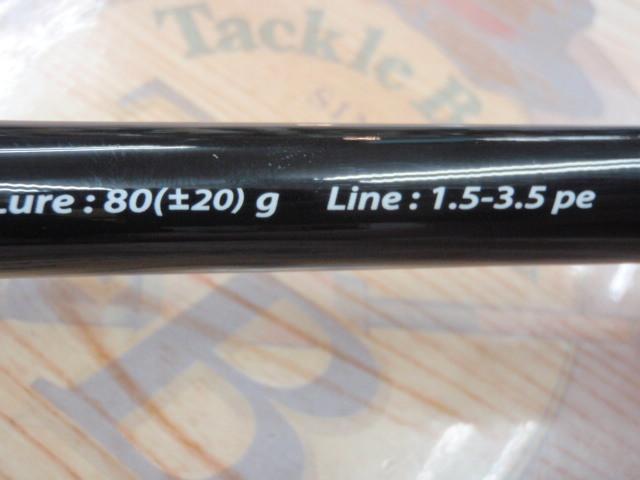 Tackle B
Lure : 80(±20) g Line : 1.5-3.5 pe
B